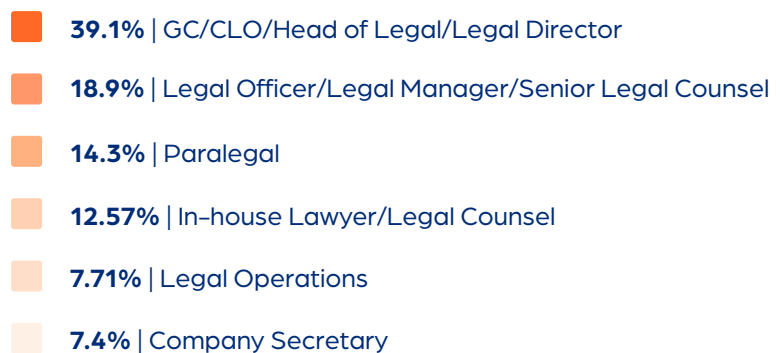 39.1% | GC/CLO/Head of Legal/Legal Director
18.9% | Legal Officer/Legal Manager/Senior Legal Counsel
14.3% | Paralegal
12.57% | In-house Lawyer/Legal Counsel
7.71% | Legal Operations
7.4% | Company Secretary